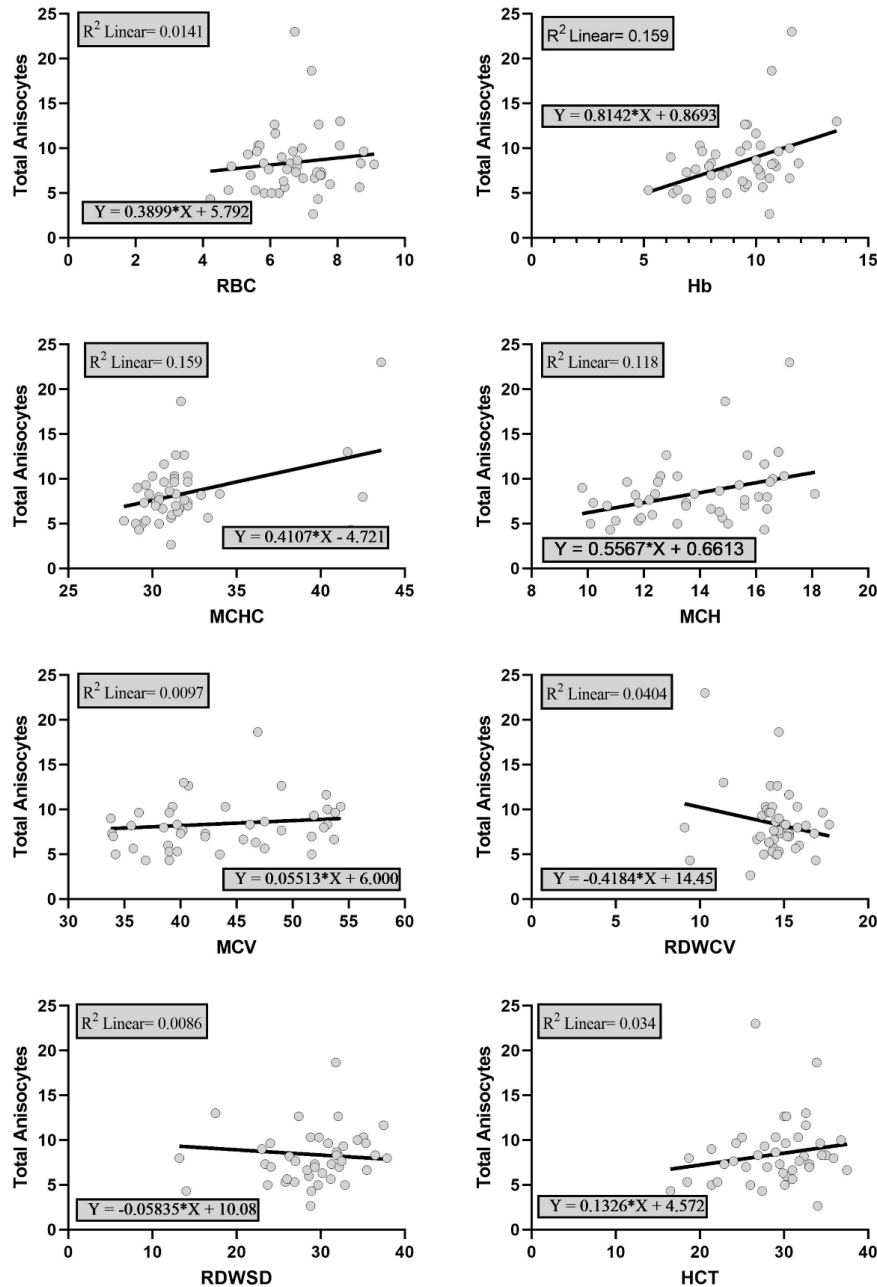 R² Linear= 0.0141
Total Anisocytes
25
20
15
10
5
0
Y = 0.3899*X + 5.792
0 2 4 6 8 10
RBC
R² Linear= 0.159
Total Anisocytes
25
20
15
10
5
0
Y = 0.8142*X + 0.8693
0 5 10 15
Hb
R² Linear= 0.159
Total Anisocytes
25
20
15
10
5
0
Y = 0.4107*X - 4.721
25 30 35 40 45
MCHC
R² Linear= 0.118
Total Anisocytes
25
20
15
10
5
0
Y = 0.5567*X + 0.6613
8 10 12 14 16 18 20
MCH
R² Linear= 0.0097
Total Anisocytes
25
20
15
10
5
0
Y = 0.05513*X + 6.000
30 35 40 45 50 55 60
MCV
R² Linear= 0.0404
Total Anisocytes
25
20
15
10
5
0
Y = -0.4184*X + 14.45
0 5 10 15 20
RDWCV
R² Linear= 0.0086
Total Anisocytes
25
20
15
10
5
0
Y = -0.05835*X + 10.08
0 10 20 30 40
RDWSD
R² Linear= 0.034
Total Anisocytes
25
20
15
10
5
0
Y = 0.1326*X + 4.572
0 10 20 30 40
HCT